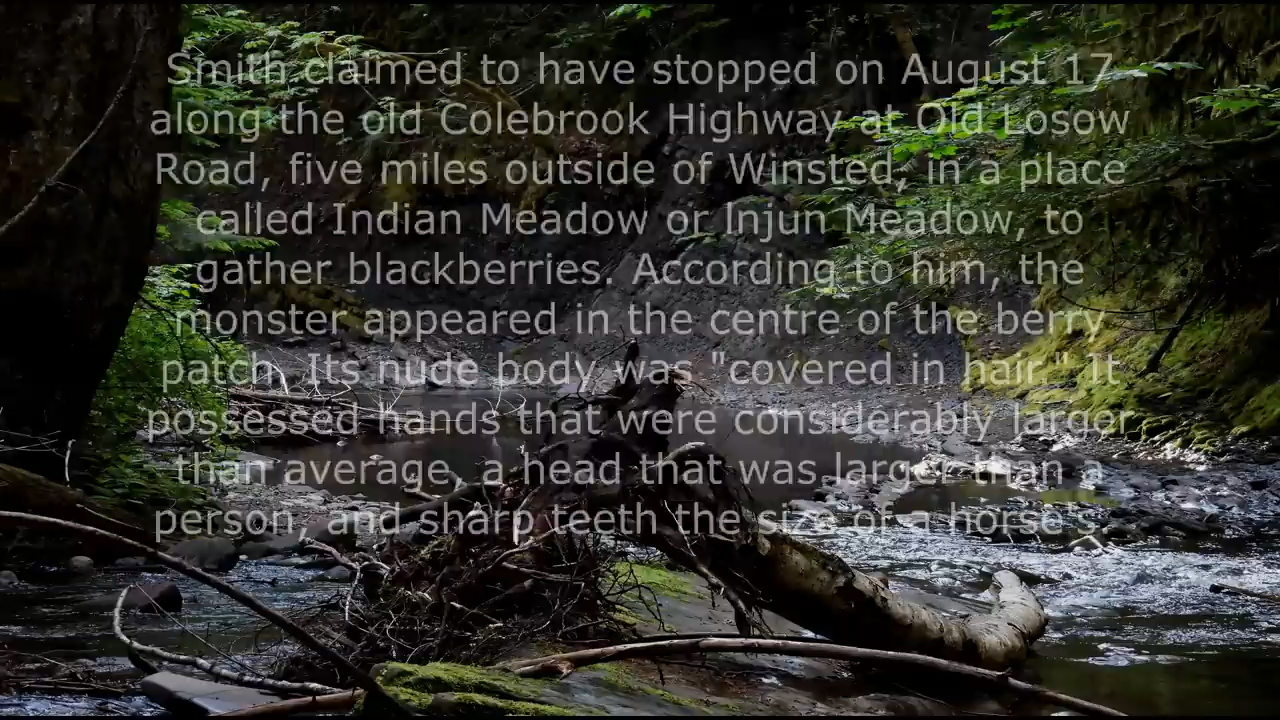 Smith claimed to have stopped on August 17,
along the old Colebrook Highway at Old Losow
Road, five miles outside of Winsted, in a place
called Indian Meadow or Injun Meadow, to
gather blackberries. According to him, the
monster appeared in the centre of the berry
patch. Its nude body was "covered in hair". It
possessed hands that were considerably larger
than average, a head that was larger than a
person, and sharp teeth the size of a horse's.